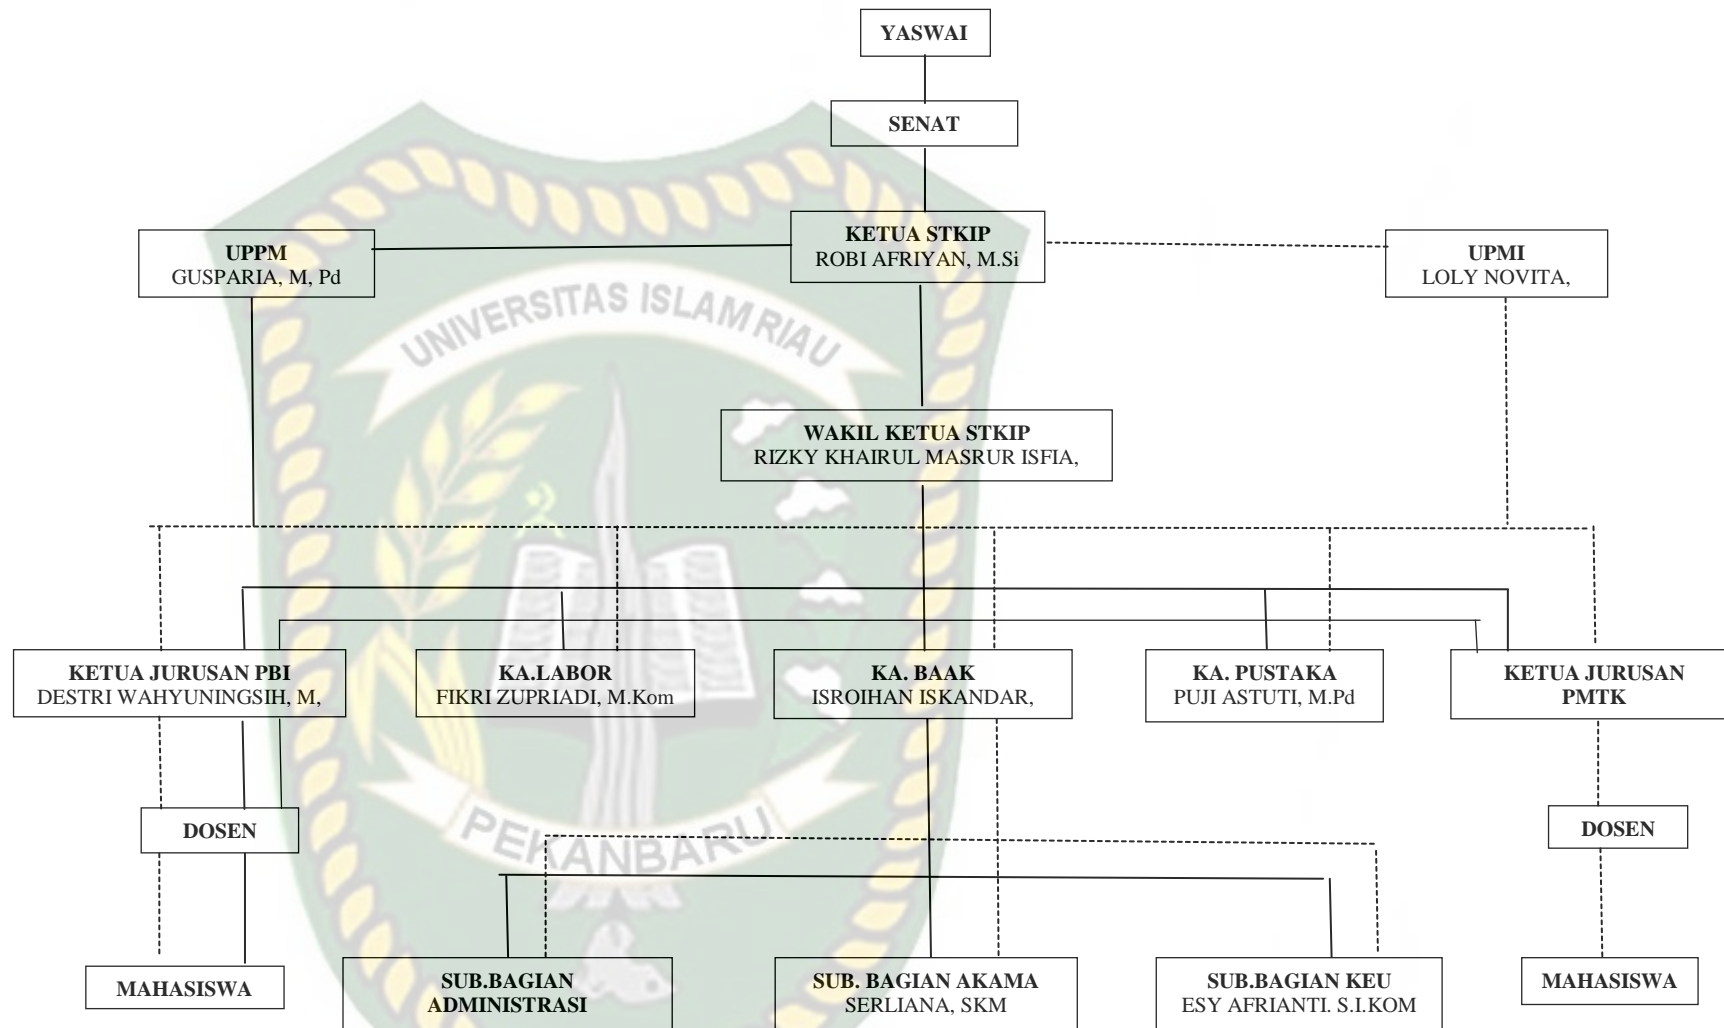 YASWAI
SENAT
KETUA STKIP
ROBI AFRIYAN, M.Si
UPPM
GUSPARIA, M, Pd
UPMI
LOLY NOVITA,
UNIVERSITAS ISLAM RIAU
WAKIL KETUA STKIP
RIZKY KHAIRUL MASRUR ISFIA,
KETUA JURUSAN PBI
DESTRI WAHYUNINGSIH, M,
KA.LABOR
FIKRI ZUPRIADI, M.Kom
KA. BAAK
ISROIHAN ISKANDAR,
KA. PUSTAKA
PUJI ASTUTI, M.Pd
KETUA JURUSAN
PMTK
DOSEN
PEKANBARU
DOSEN
MAHASISWA
SUB.BAGIAN
ADMINISTRASI
SUB. BAGIAN AKAMA
SERLIANA, SKM
SUB.BAGIAN KEU
ESY AFRIANTI. S.I.KOM
MAHASISWA